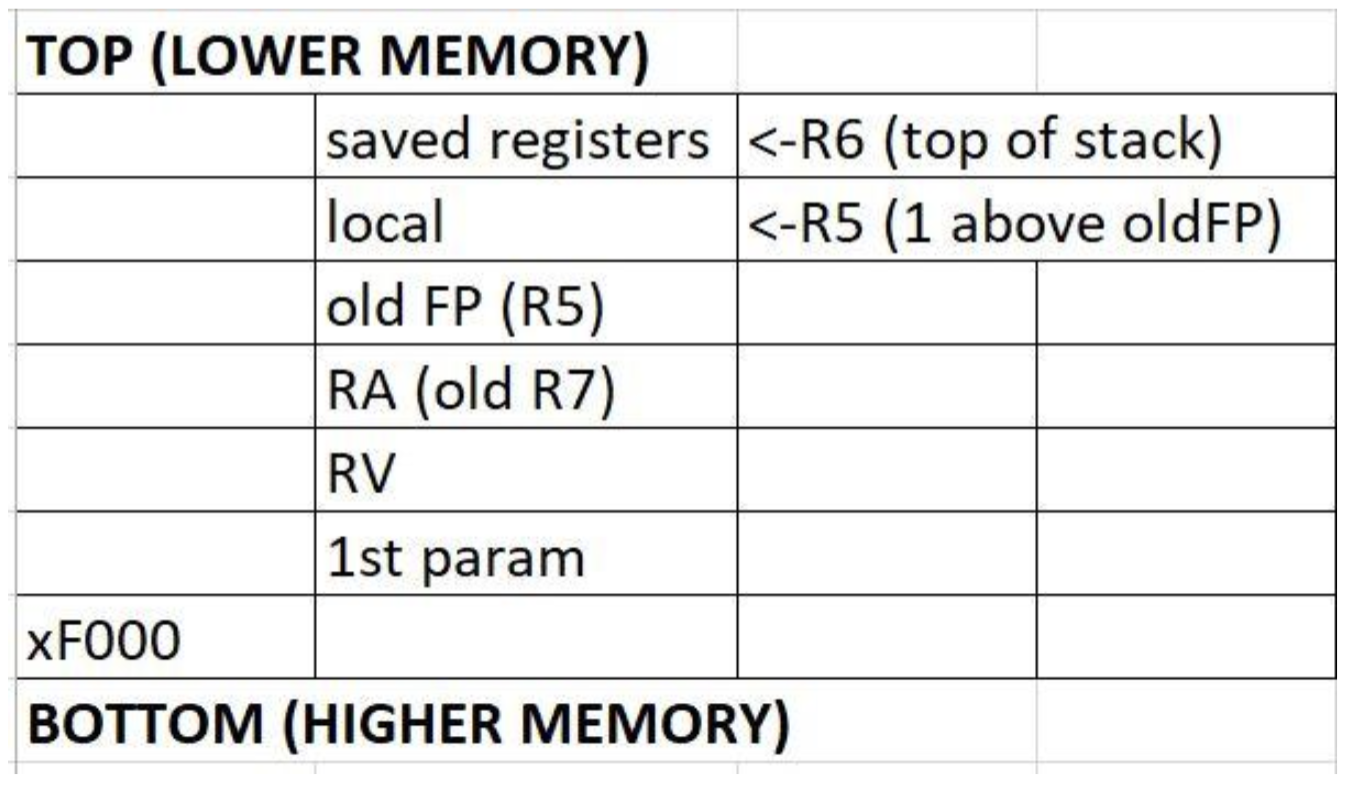 TOP (LOWER MEMORY)
saved registers <-R6 (top of stack)
local <-R5 (1 above oldFP)
old FP (R5)
RA (old R7)
RV
1st param
xF000
BOTTOM (HIGHER MEMORY)